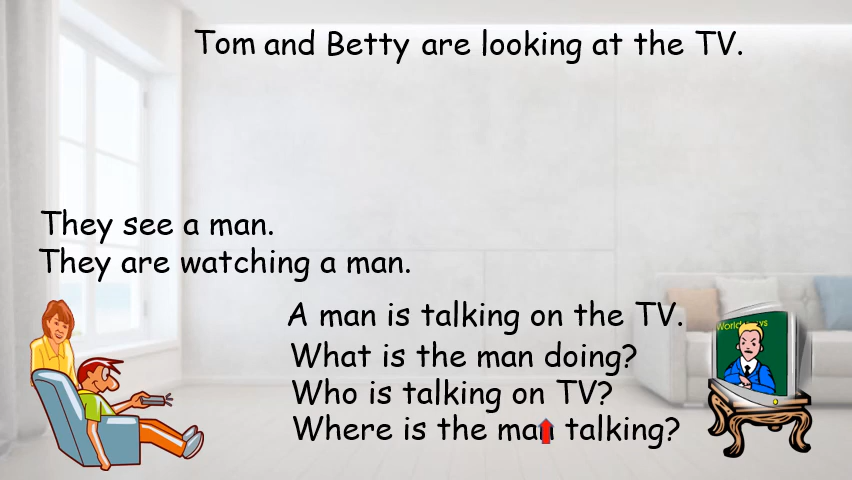 Tom and Betty are looking at the TV.
They see a man.
They are watching a man.
A man is talking on the TV.
What is the man doing?
Who is talking on TV?
Where is the man talking?